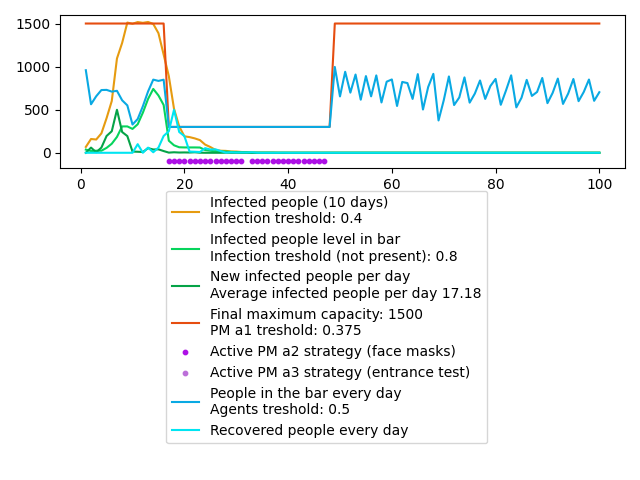 1500
1000
500
0
0
20
40
60
80
100
Infected people (10 days)
Infection treshold: 0.4
Infected people level in bar
Infection treshold (not present): 0.8
New infected people per day
Average infected people per day 17.18
Final maximum capacity: 1500
PM a1 treshold: 0.375
Active PM a2 strategy (face masks)
Active PM a3 strategy (entrance test)
People in the bar every day
Agents treshold: 0.5
Recovered people every day